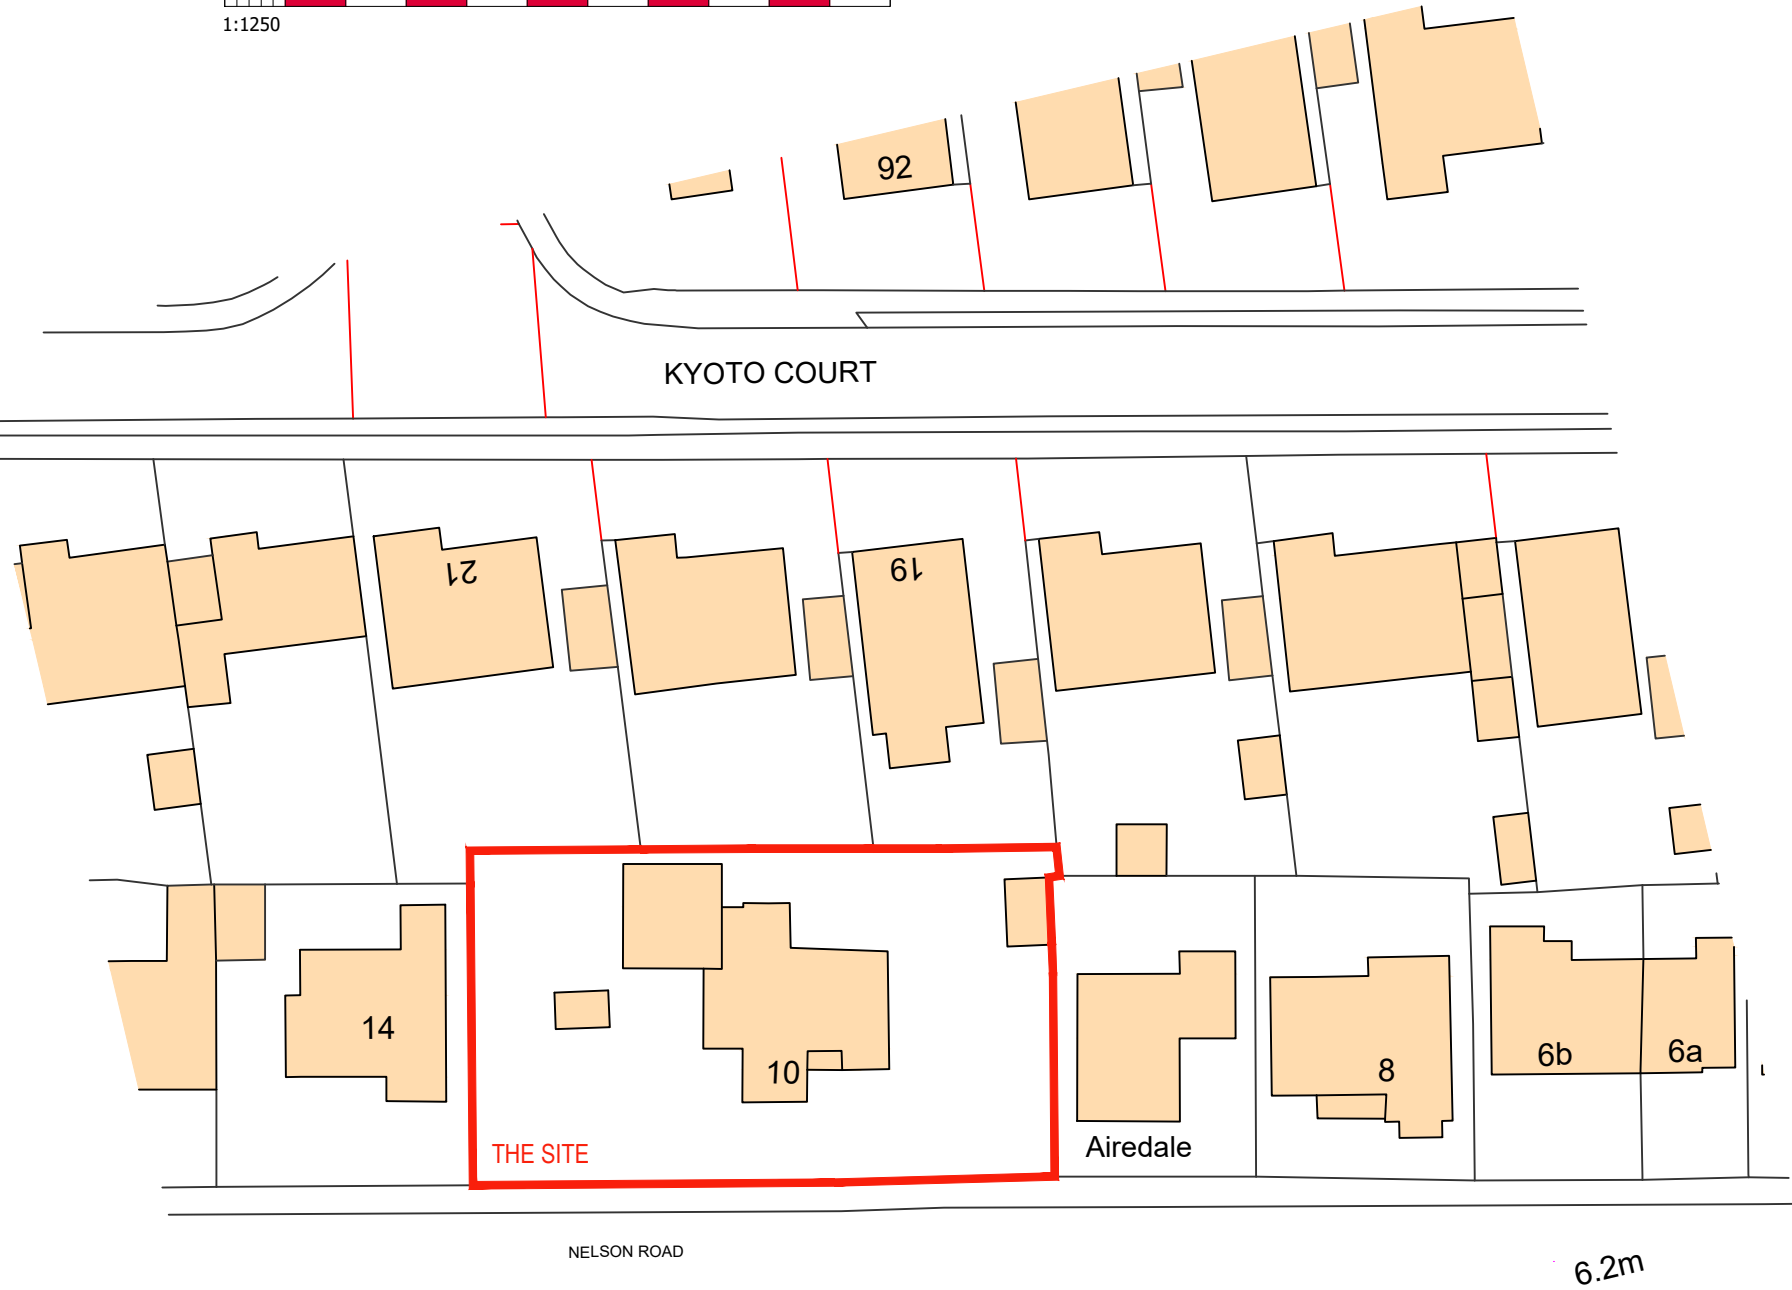 1:1250
92
KYOTO COURT
21
19
14
10
8
6b
6a
Airedale
THE SITE
NELSON ROAD
6.2m